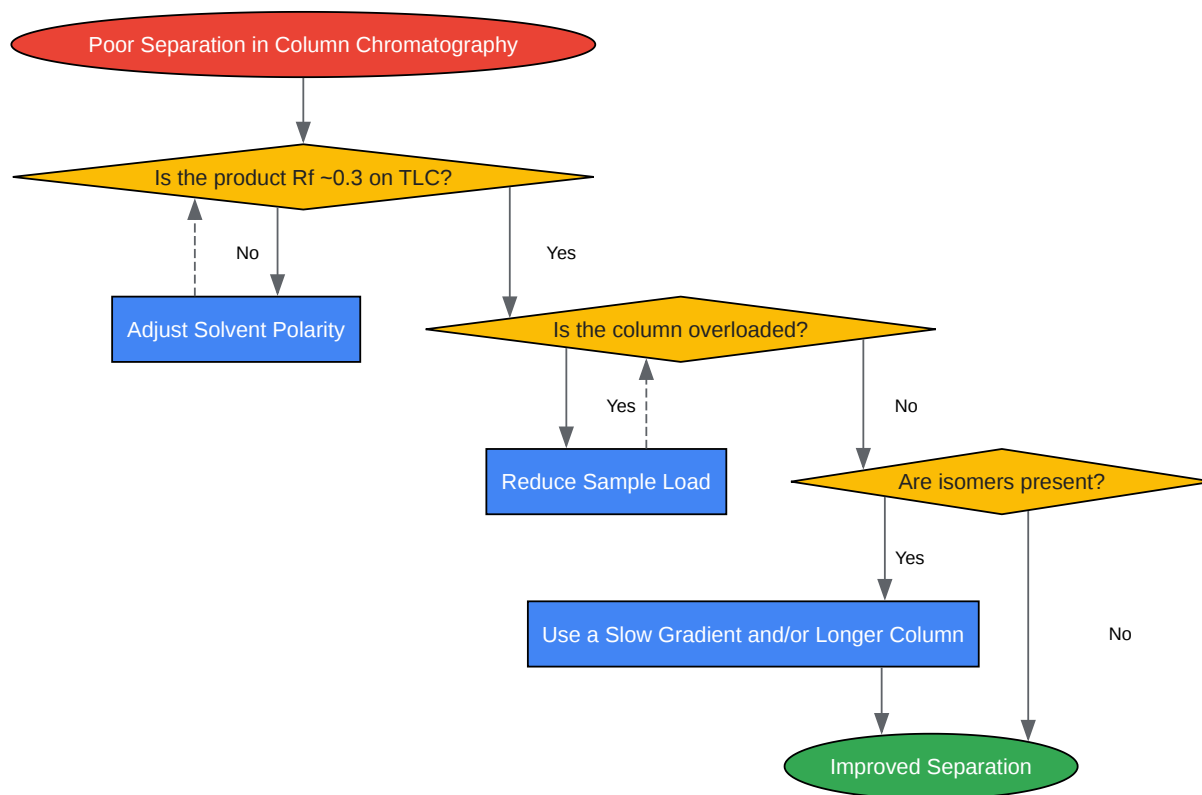 Poor Separation in Column Chromatography
Is the product Rf ~0.3 on TLC?
No
Yes
Adjust Solvent Polarity
Is the column overloaded?
Yes
No
Reduce Sample Load
Are isomers present?
Yes
Use a Slow Gradient and/or Longer Column
No
Improved Separation